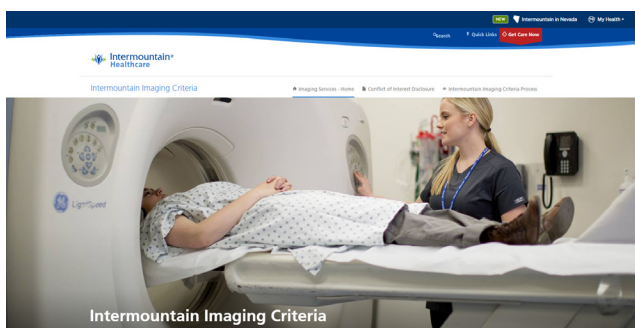 NEW Intermountain in Nevada My Health
Search Quick Links Get Care Now
Intermountain®
Healthcare
Intermountain Imaging Criteria
Imaging Services - Home Conflict of Interest Disclosure Intermountain Imaging Criteria Process
GE LightSpeed
Intermountain Imaging Criteria